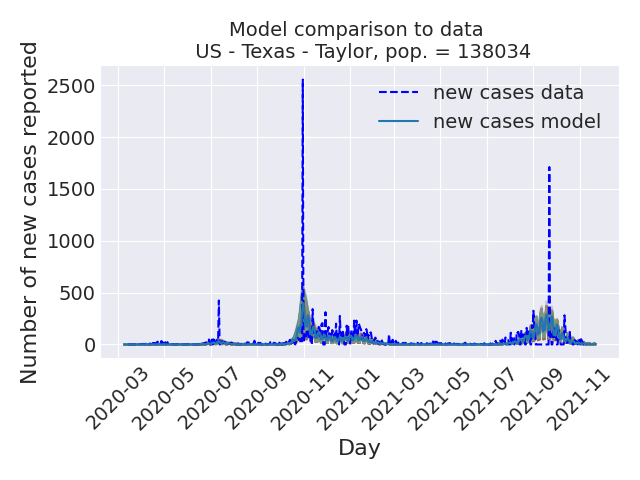 Model comparison to data
US - Texas - Taylor, pop. = 138034
Number of new cases reported
2500
2000
1500
1000
500
0
new cases data
new cases model
2020-03
2020-05
2020-07
2020-09
2020-11
2021-01
2021-03
2021-05
2021-07
2021-09
2021-11
Day